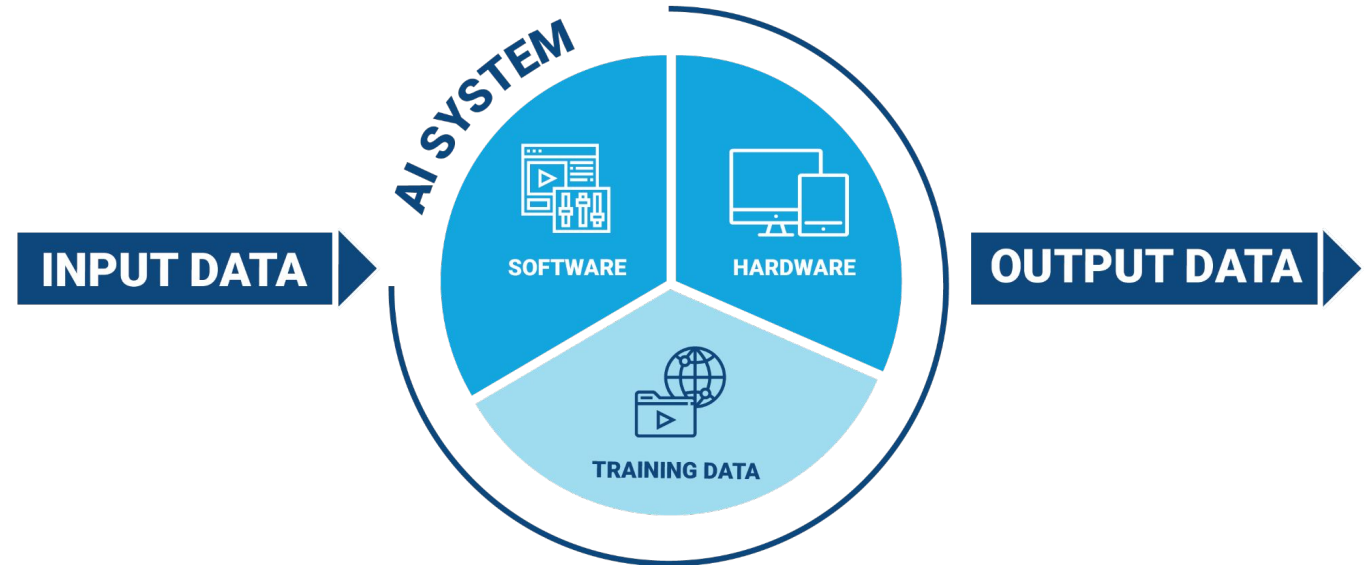 AI SYSTEM
INPUT DATA
SOFTWARE
HARDWARE
TRAINING DATA
OUTPUT DATA